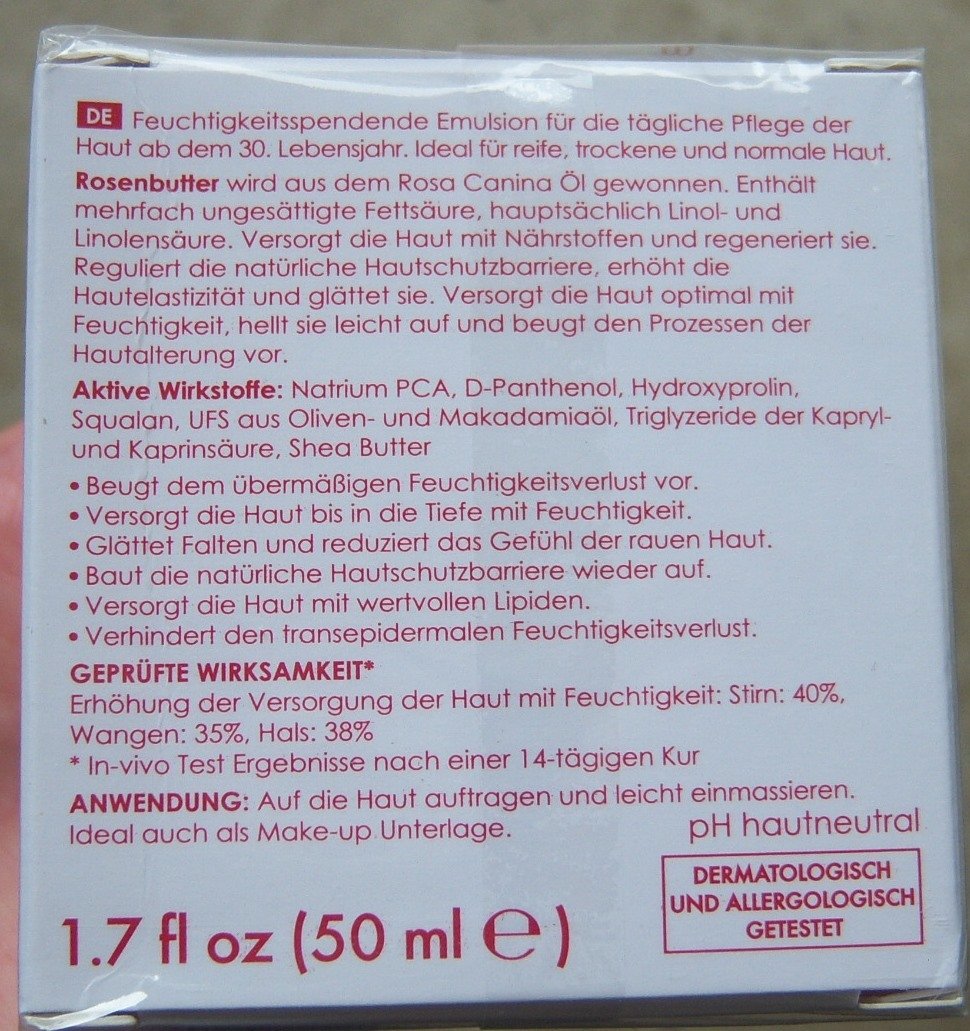 DE Feuchtigkeitsspendende Emulsion für die tägliche Pflege der
Haut ab dem 30. Lebensjahr. Ideal für reife, trockene und normale Haut.
Rosenbutter wird aus dem Rosa Canina Öl gewonnen. Enthält
mehrfach ungesättigte Fettsäure, hauptsächlich Linol- und
Linolensäure. Versorgt die Haut mit Nährstoffen und regeneriert sie.
Reguliert die natürliche Hautschutzbarriere, erhöht die
Hautelastizität und glättet sie. Versorgt die Haut optimal mit
Feuchtigkeit, hellt sie leicht auf und beugt den Prozessen der
Hautalterung vor.
Aktive Wirkstoffe: Natrium PCA, D-Panthenol, Hydroxyprolin,
Squalan, UFS aus Oliven- und Makadamiaöl, Triglyzeride der Kapryl-
und Kaprinsäure, Shea Butter
• Beugt dem übermäßigen Feuchtigkeitsverlust vor.
• Versorgt die Haut bis in die Tiefe mit Feuchtigkeit.
• Glättet Falten und reduziert das Gefühl der rauen Haut.
• Baut die natürliche Hautschutzbarriere wieder auf.
• Versorgt die Haut mit wertvollen Lipiden.
• Verhindert den transepidermalen Feuchtigkeitsverlust.
GEPRÜFTE WIRKSAMKEIT*
Erhöhung der Versorgung der Haut mit Feuchtigkeit: Stirn: 40%,
Wangen: 35%, Hals: 38%
* In-vivo Test Ergebnisse nach einer 14-tägigen Kur
ANWENDUNG: Auf die Haut auftragen und leicht einmassieren.
Ideal auch als Make-up Unterlage.
pH hautneutral
DERMATOLOGISCH
UND ALLERGOLOGISCH
GETESTET
1.7 fl oz (50 ml ℮)